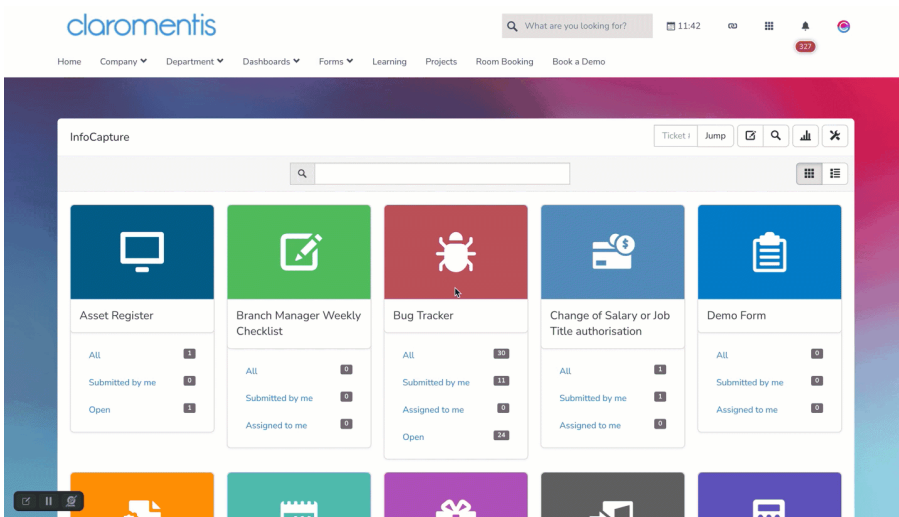 claromentis
What are you looking for?
11:42
327
Home Company Department Dashboards Forms Learning Projects Room Booking Book a Demo
InfoCapture
Ticket Jump
Asset Register
All 1
Submitted by me 0
Open 1
Branch Manager Weekly
Checklist
All 0
Submitted by me 0
Assigned to me 0
Bug Tracker
All 30
Submitted by me 11
Assigned to me 0
Open 24
Change of Salary or Job
Title authorisation
All 1
Submitted by me 1
Assigned to me 0
Demo Form
All 0
Submitted by me 0
Assigned to me 0